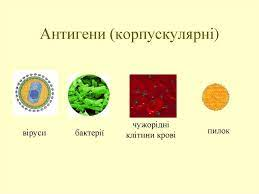 Антигени (корпускулярні)
віруси
бактерії
чужорідні
клітини крові
пилок